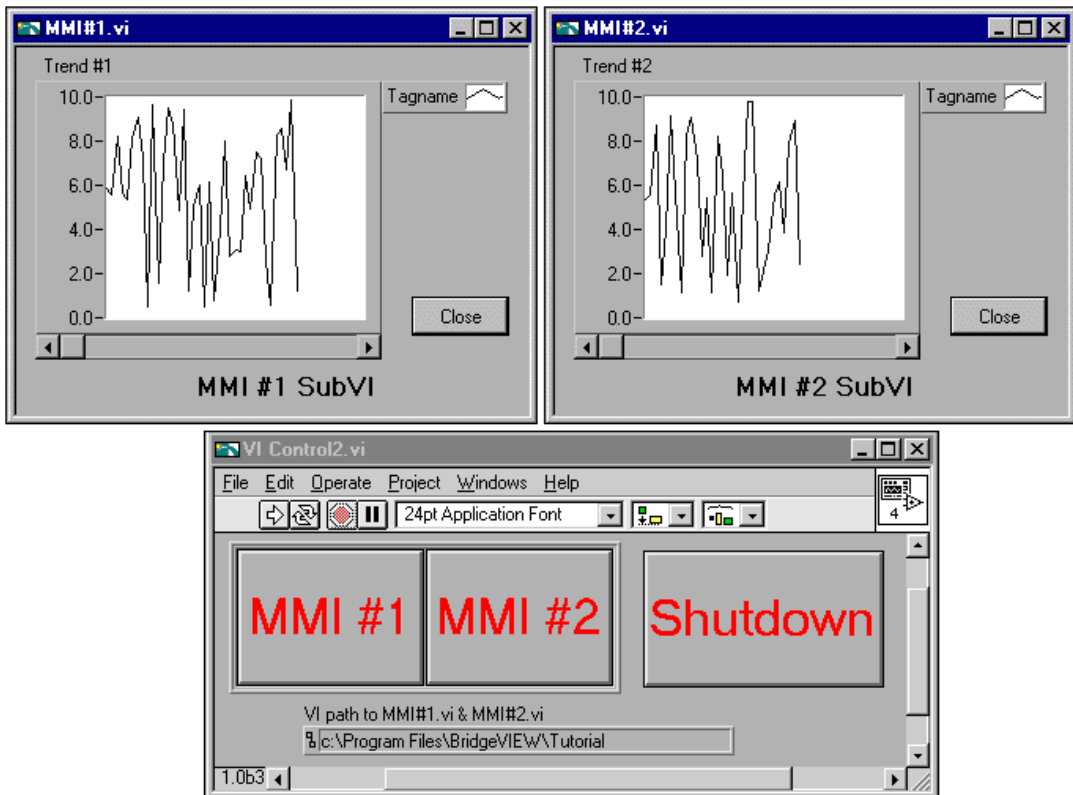 MMI#1.vi
Trend #1
10.0
8.0
6.0
4.0
2.0
0.0
Tagname
Close
MMI #1 SubVI
MMI#2.vi
Trend #2
10.0
8.0
6.0
4.0
2.0
0.0
Tagname
Close
MMI #2 SubVI
VI Control2.vi
File Edit Operate Project Windows Help
24pt Application Font
4
MMI #1 MMI #2 Shutdown
VI path to MMI#1.vi & MMI#2.vi
c:\Program Files\BridgeVIEW\Tutorial
1.0b3